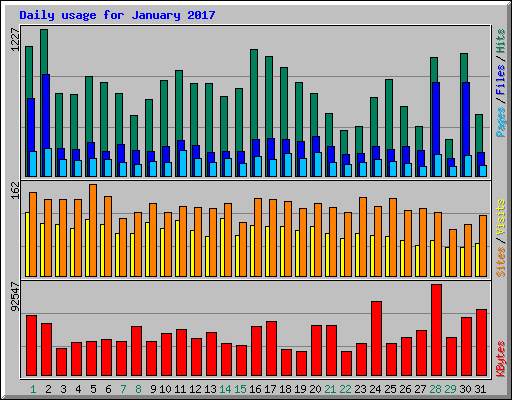 Daily usage for January 2017
1227
Pages / Files / Hits
162
Sites / Visits
92547
KBytes
1 2 3 4 5 6 7 8 9 10 11 12 13 14 15 16 17 18 19 20 21 22 23 24 25 26 27 28 29 30 31